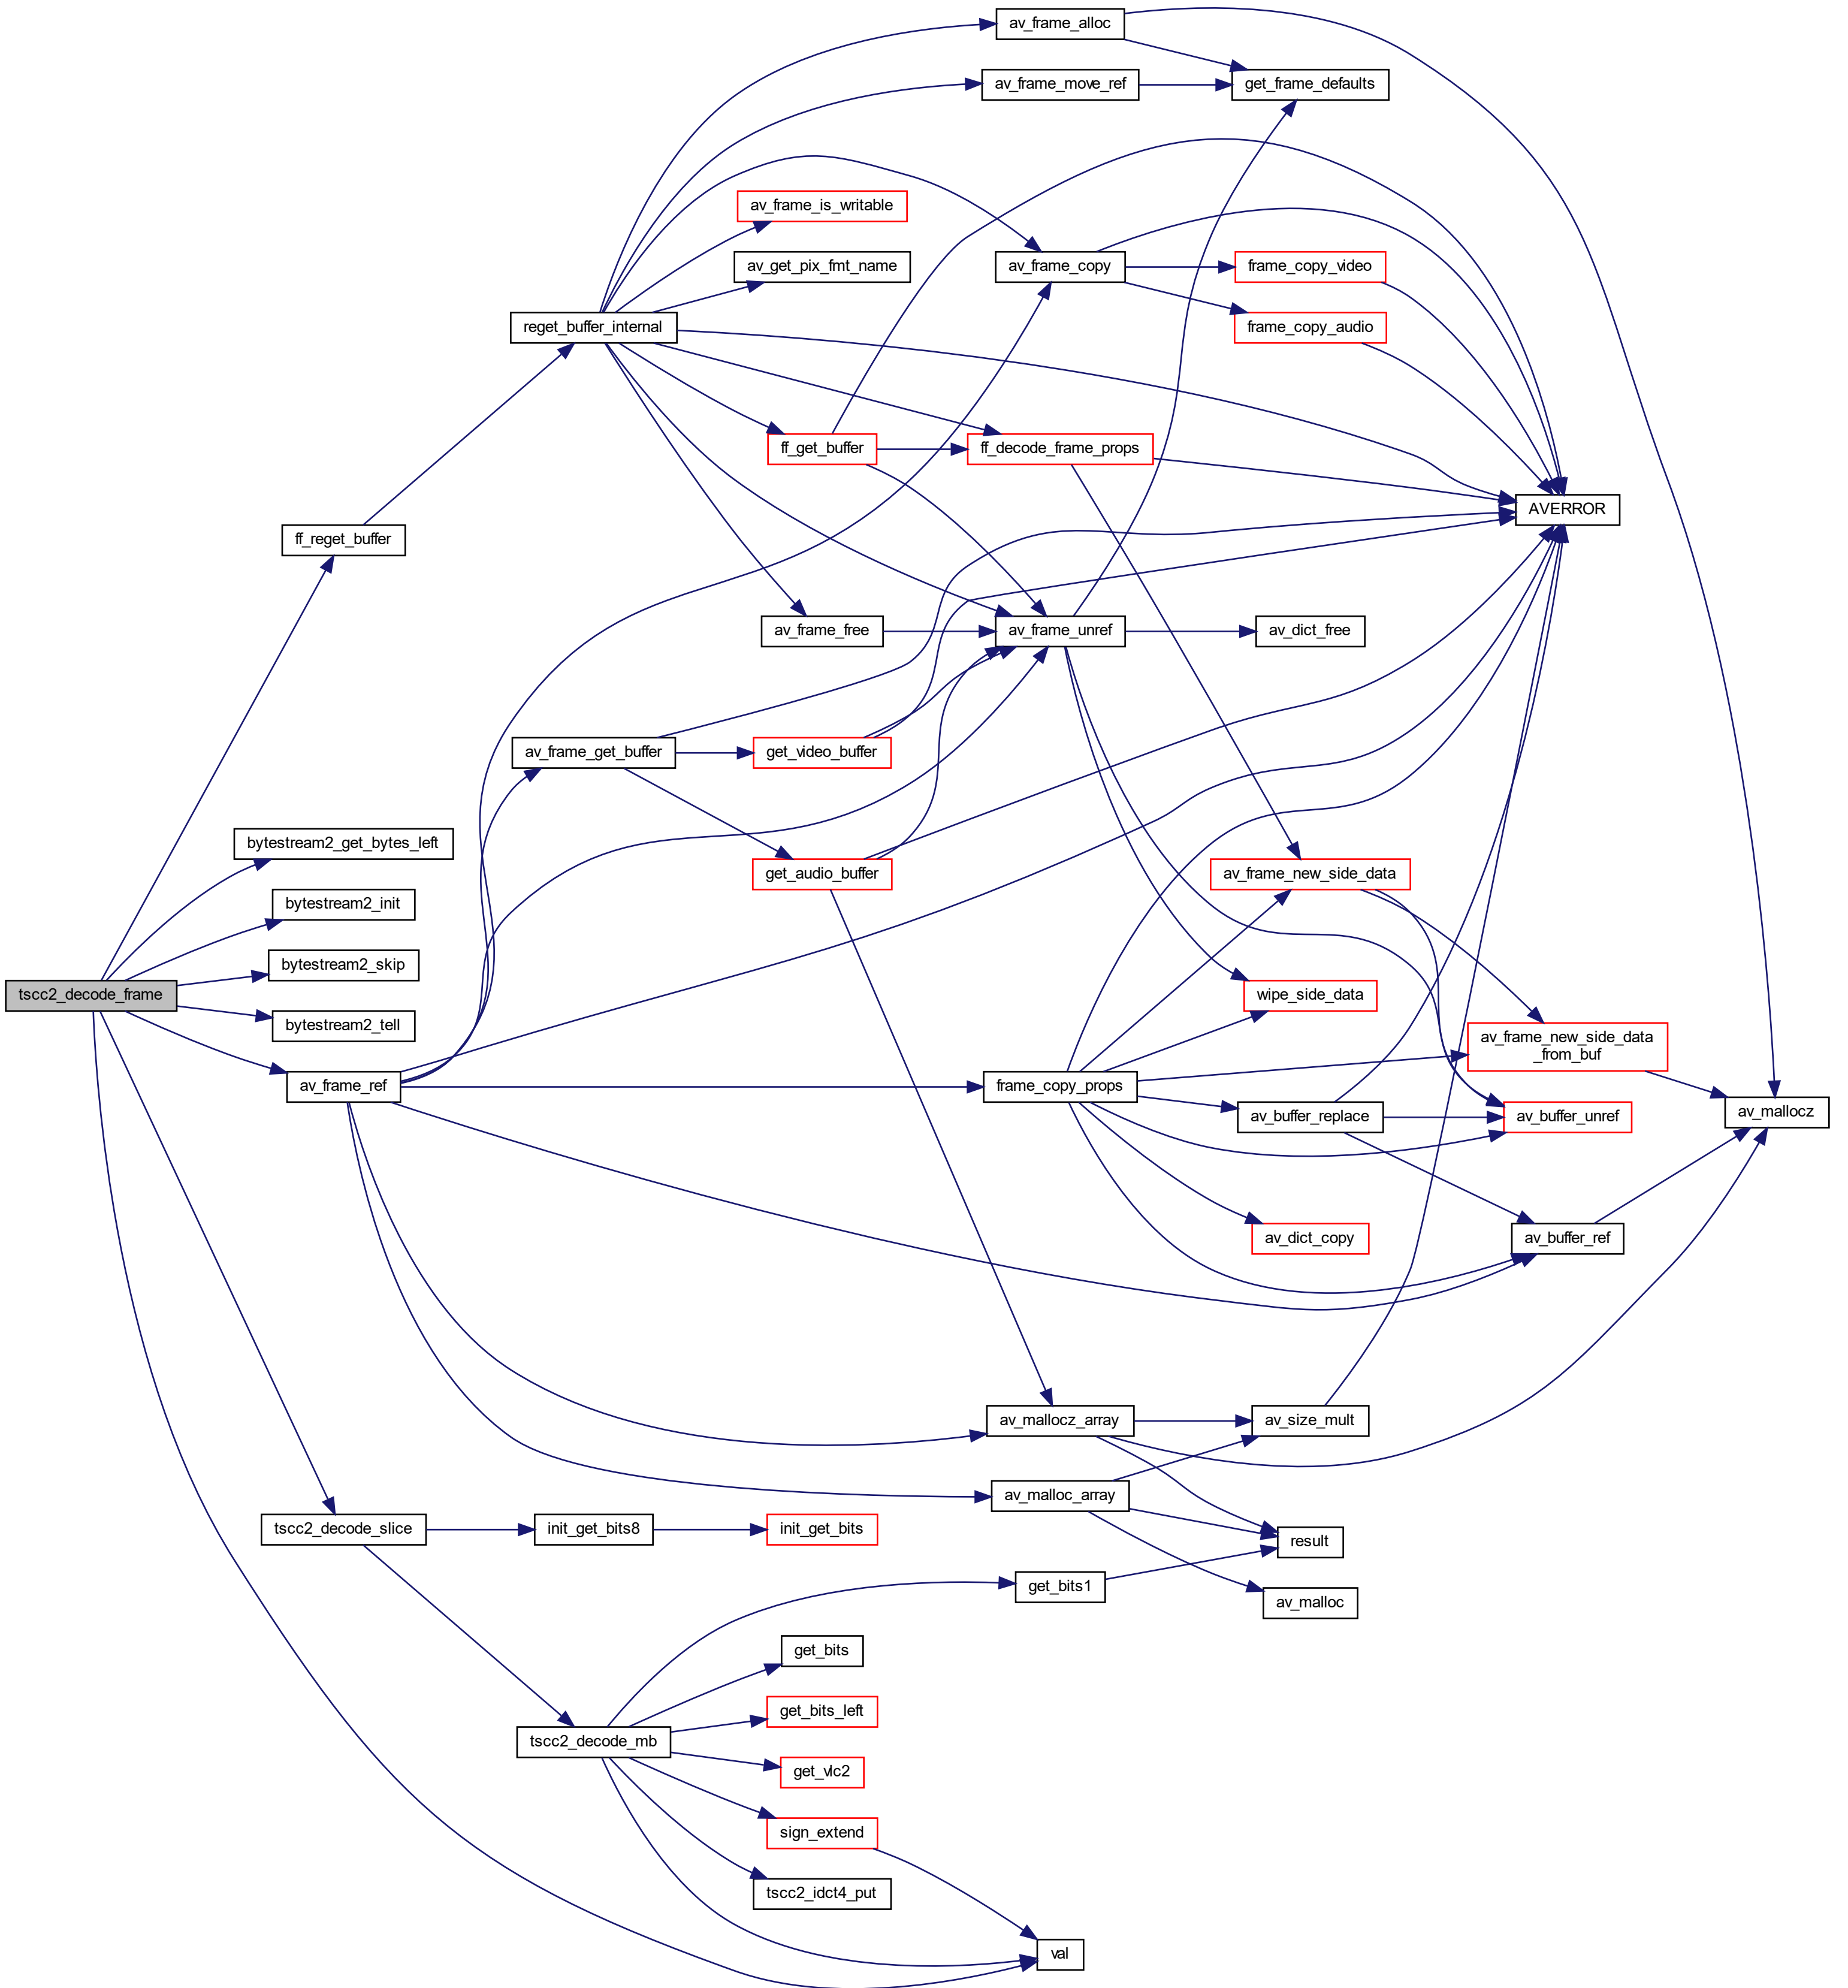 av_frame_alloc
av_frame_move_ref
get_frame_defaults
av_frame_is_writable
av_get_pix_fmt_name
av_frame_copy
frame_copy_video
reget_buffer_internal
frame_copy_audio
ff_get_buffer
ff_decode_frame_props
AVERROR
ff_reget_buffer
av_frame_free
av_frame_unref
av_dict_free
av_frame_get_buffer
get_video_buffer
bytestream2_get_bytes_left
get_audio_buffer
av_frame_new_side_data
bytestream2_init
bytestream2_skip
tscc2_decode_frame
wipe_side_data
bytestream2_tell
av_frame_new_side_data
_from_buf
av_frame_ref
frame_copy_props
av_buffer_replace
av_buffer_unref
av_mallocz
av_dict_copy
av_buffer_ref
av_mallocz_array
av_size_mult
av_malloc_array
tscc2_decode_slice
init_get_bits8
init_get_bits
result
get_bits1
av_malloc
get_bits
get_bits_left
tscc2_decode_mb
get_vlc2
sign_extend
tscc2_idct4_put
val